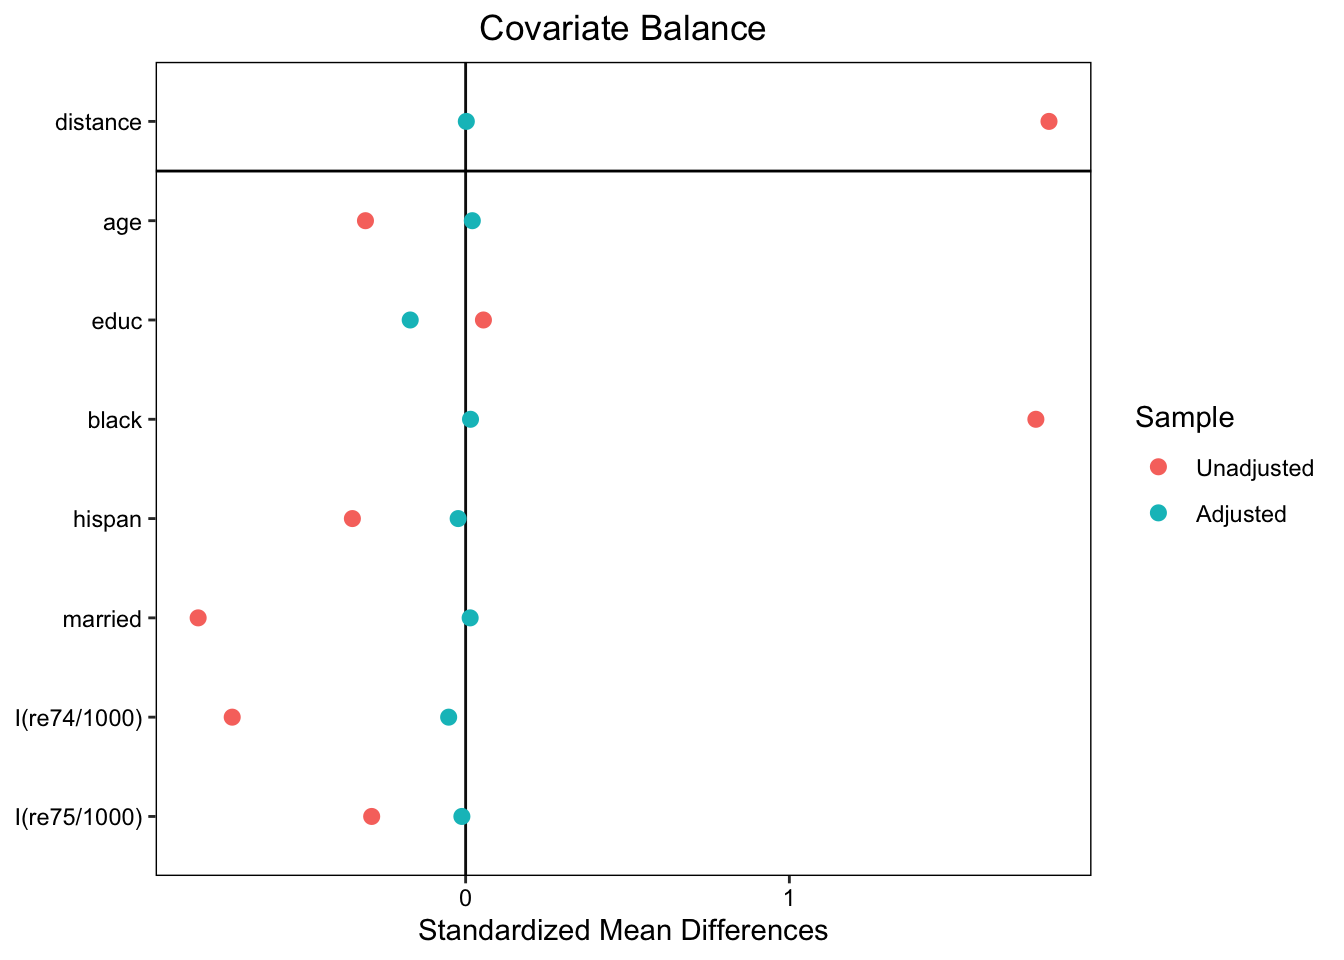 Covariate Balance
distance
age
educ
black
hispan
married
I(re74/1000)
I(re75/1000)
0 1
Standardized Mean Differences
Sample
Unadjusted
Adjusted